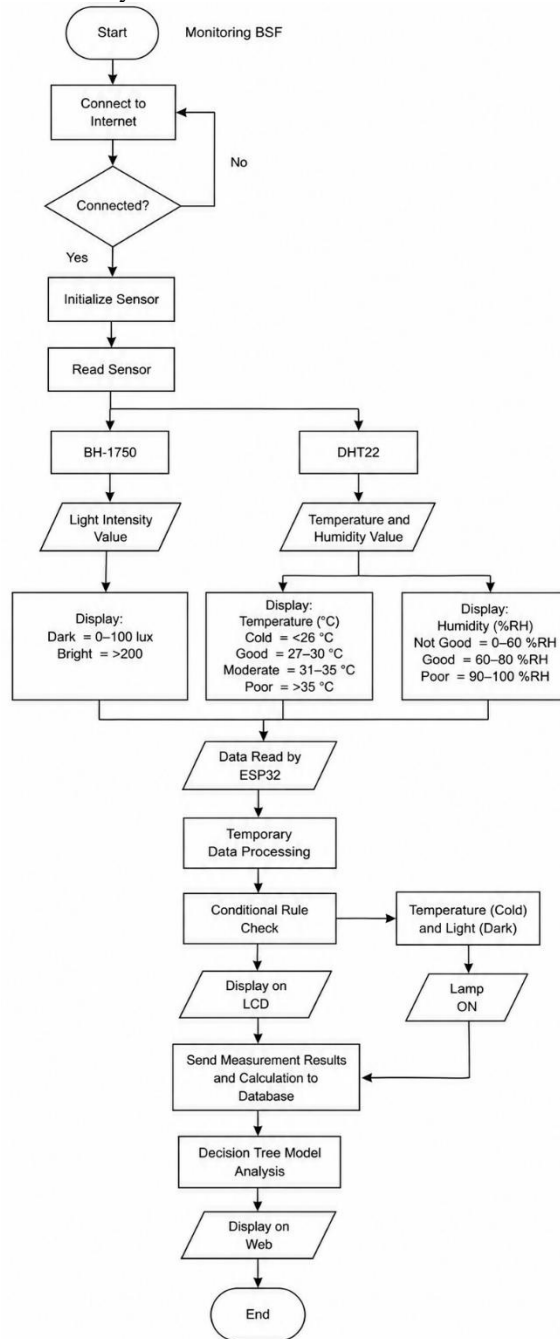 Start
Monitoring BSF
Connect to
Internet
No
Connected?
Yes
Initialize Sensor
Read Sensor
BH-1750
DHT22
Light Intensity
Value
Temperature and
Humidity Value
Display:
Dark = 0–100 lux
Bright = >200
Display:
Temperature (°C)
Cold = <26 °C
Good = 27–30 °C
Moderate = 31–35 °C
Poor = >35 °C
Display:
Humidity (%RH)
Not Good = 0–60 %RH
Good = 60–80 %RH
Poor = 90–100 %RH
Data Read by
ESP32
Temporary
Data Processing
Conditional Rule
Check
Temperature (Cold)
and Light (Dark)
Display on
LCD
Lamp
ON
Send Measurement Results
and Calculation to
Database
Decision Tree Model
Analysis
Display on
Web
End